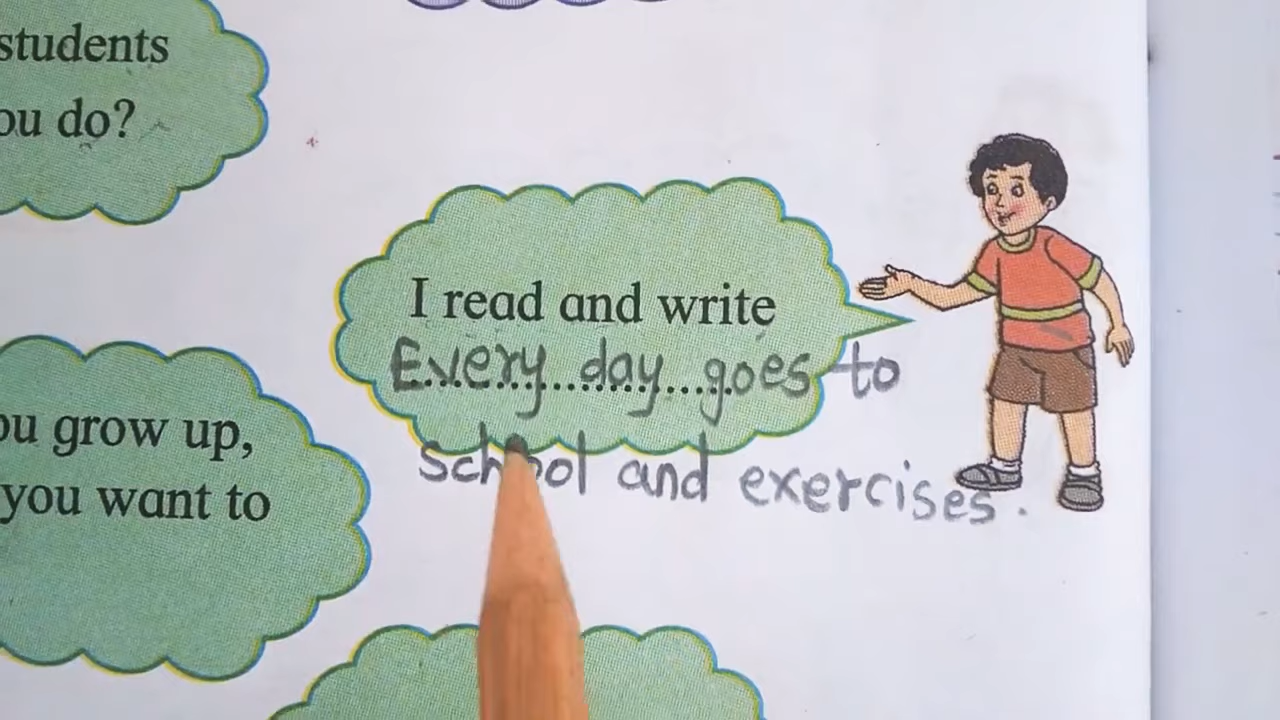 students
ou do?
I read and write
Every day goes to
school and exercises.
ou grow up,
you want to